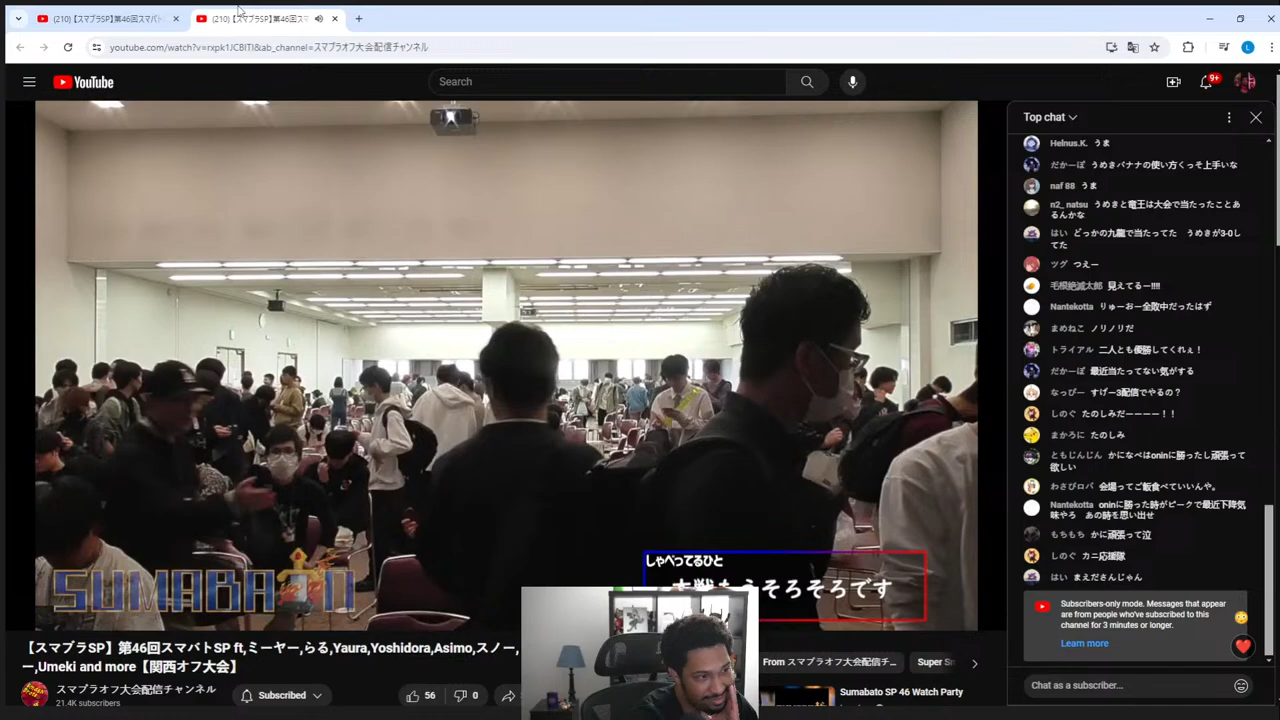 (210) 【スマブラSP】第46回スマバト
(210) 【スマブラSP】第46回ス
youtube.com/watch?v=rxpk1JCBITI&ab_channel=スマブラオフ大会配信チャンネル
L
YouTube
Search
9+
SUMABATO
しゃべってるひと
もうそろそろです
【スマブラSP】第46回スマバトSP ft,ミーヤー,らる,Yaura,Yoshidora,Asimo,スノー,
ー,Umeki and more【関西オフ大会】
スマブラオフ大会配信チャンネル
21.4K subscribers
Subscribed
56
0
From スマブラオフ大会配信チ...
Super Sm
Sumabato SP 46 Watch Party
Top chat
Helnus.K. うま
だかーぽ うめきバナナの使い方くっそ上手いな
naf 88 うま
n2_ natsu うめきと竜王は大会で当たったことあ
るんかな
はい どっかの九龍で当たってた うめきが3-0し
てた
ツグ つえー
毛根絶滅太郎 見えてるー!!!!
Nantekotta りゅーおー全敗中だったはず
まめねこ ノリノリだ
トライアル 二人とも優勝してくれぇ！
だかーぽ 最近当たってない気がする
なっぴー すげー3配信でやるの？
しのぐ たのしみだーーーー！！
まかろに たのしみ
ともじんじん かになべはoninに勝ったし頑張って
欲しい
わさびロバ 会場ってご飯食べていいんや。
Nantekotta oninに勝った時がピークで最近下降気
味やろ あの時を思い出せ
もちもち かに頑張って泣
しのぐ カニ応援隊
はい まえださんじゃん
Subscribers-only mode. Messages that appear
are from people who've subscribed to this
channel for 3 minutes or longer.
Learn more
Chat as a subscriber...